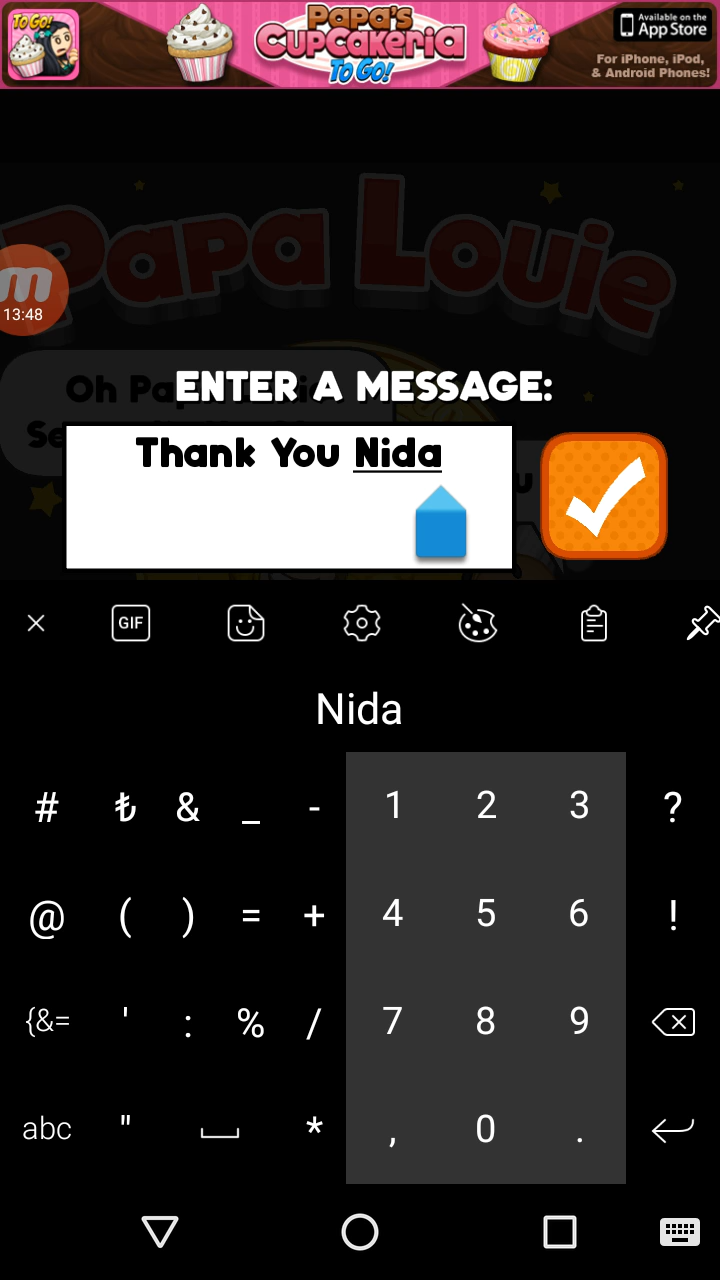 TO GO!
PAPA'S
CUPCAKERIA
TO GO!
Available on the
App Store
For iPhone, iPod,
& Android Phones!
Papa Louie
13:48
ENTER A MESSAGE:
Thank You Nida
GIF
Nida
# ₺ & _ - 1 2 3 ?
@ ( ) = + 4 5 6 !
{&= ' : % / 7 8 9
abc " * , 0 .